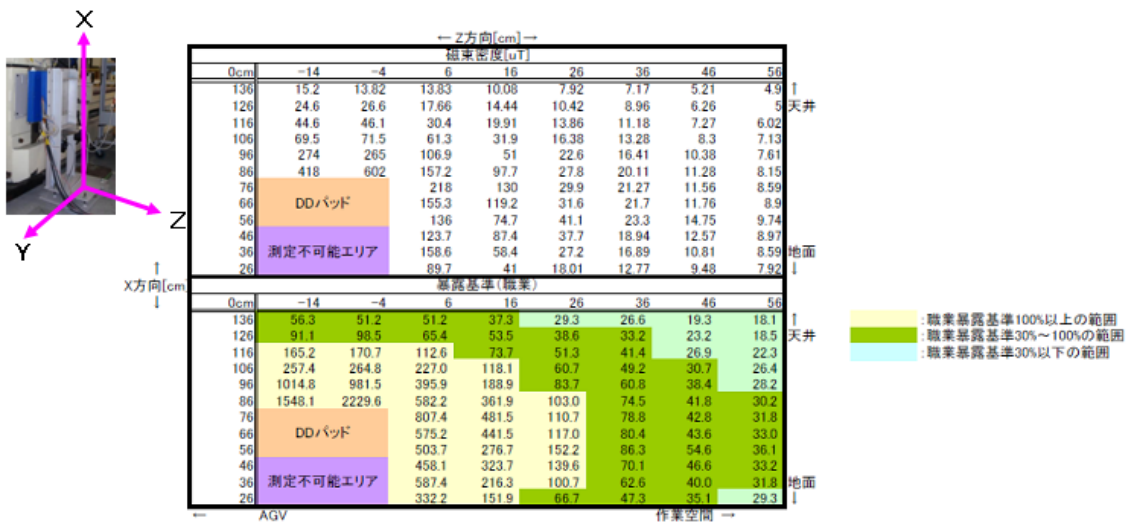 X
Z
Y
← Z方向[cm]→
磁束密度[uT]
0cm -14 -4 6 16 26 36 46 56
136 15.2 13.82 13.83 10.08 7.92 7.17 5.21 4.9 ↑
126 24.6 26.6 17.66 14.44 10.42 8.96 6.26 5 天井
116 44.6 46.1 30.4 19.91 13.86 11.18 7.27 6.02
106 69.5 71.5 61.3 31.9 16.38 13.28 8.3 7.13
96 274 265 106.9 51 22.6 16.41 10.38 7.61
86 418 602 157.2 97.7 27.8 20.11 11.28 8.15
76 218 130 29.9 21.27 11.56 8.59
66 DDパッド 155.3 119.2 31.6 21.7 11.76 8.9
56 136 74.7 41.1 23.3 14.75 9.74
46 123.7 87.4 37.7 18.94 12.57 8.97
36 測定不可能エリア 158.6 58.4 27.2 16.89 10.81 8.59 地面
26 89.7 41 18.01 12.77 9.48 7.92 ↓
↑
X方向[cm]
↓
暴露基準(職業)
0cm -14 -4 6 16 26 36 46 56
136 56.3 51.2 51.2 37.3 29.3 26.6 19.3 18.1 ↑
126 91.1 98.5 65.4 53.5 38.6 33.2 23.2 18.5 天井
116 165.2 170.7 112.6 73.7 51.3 41.4 26.9 22.3
106 257.4 264.8 227.0 118.1 60.7 49.2 30.7 26.4
96 1014.8 981.5 395.9 188.9 83.7 60.8 38.4 28.2
86 1548.1 2229.6 582.2 361.9 103.0 74.5 41.8 30.2
76 807.4 481.5 110.7 78.8 42.8 31.8
66 DDパッド 575.2 441.5 117.0 80.4 43.6 33.0
56 503.7 276.7 152.2 86.3 54.6 36.1
46 458.1 323.7 139.6 70.1 46.6 33.2
36 測定不可能エリア 587.4 216.3 100.7 62.6 40.0 31.8 地面
26 332.2 151.9 66.7 47.3 35.1 29.3 ↓
← AGV 作業空間 →
:職業暴露基準100%以上の範囲
:職業暴露基準30%～100%の範囲
:職業暴露基準30%以下の範囲